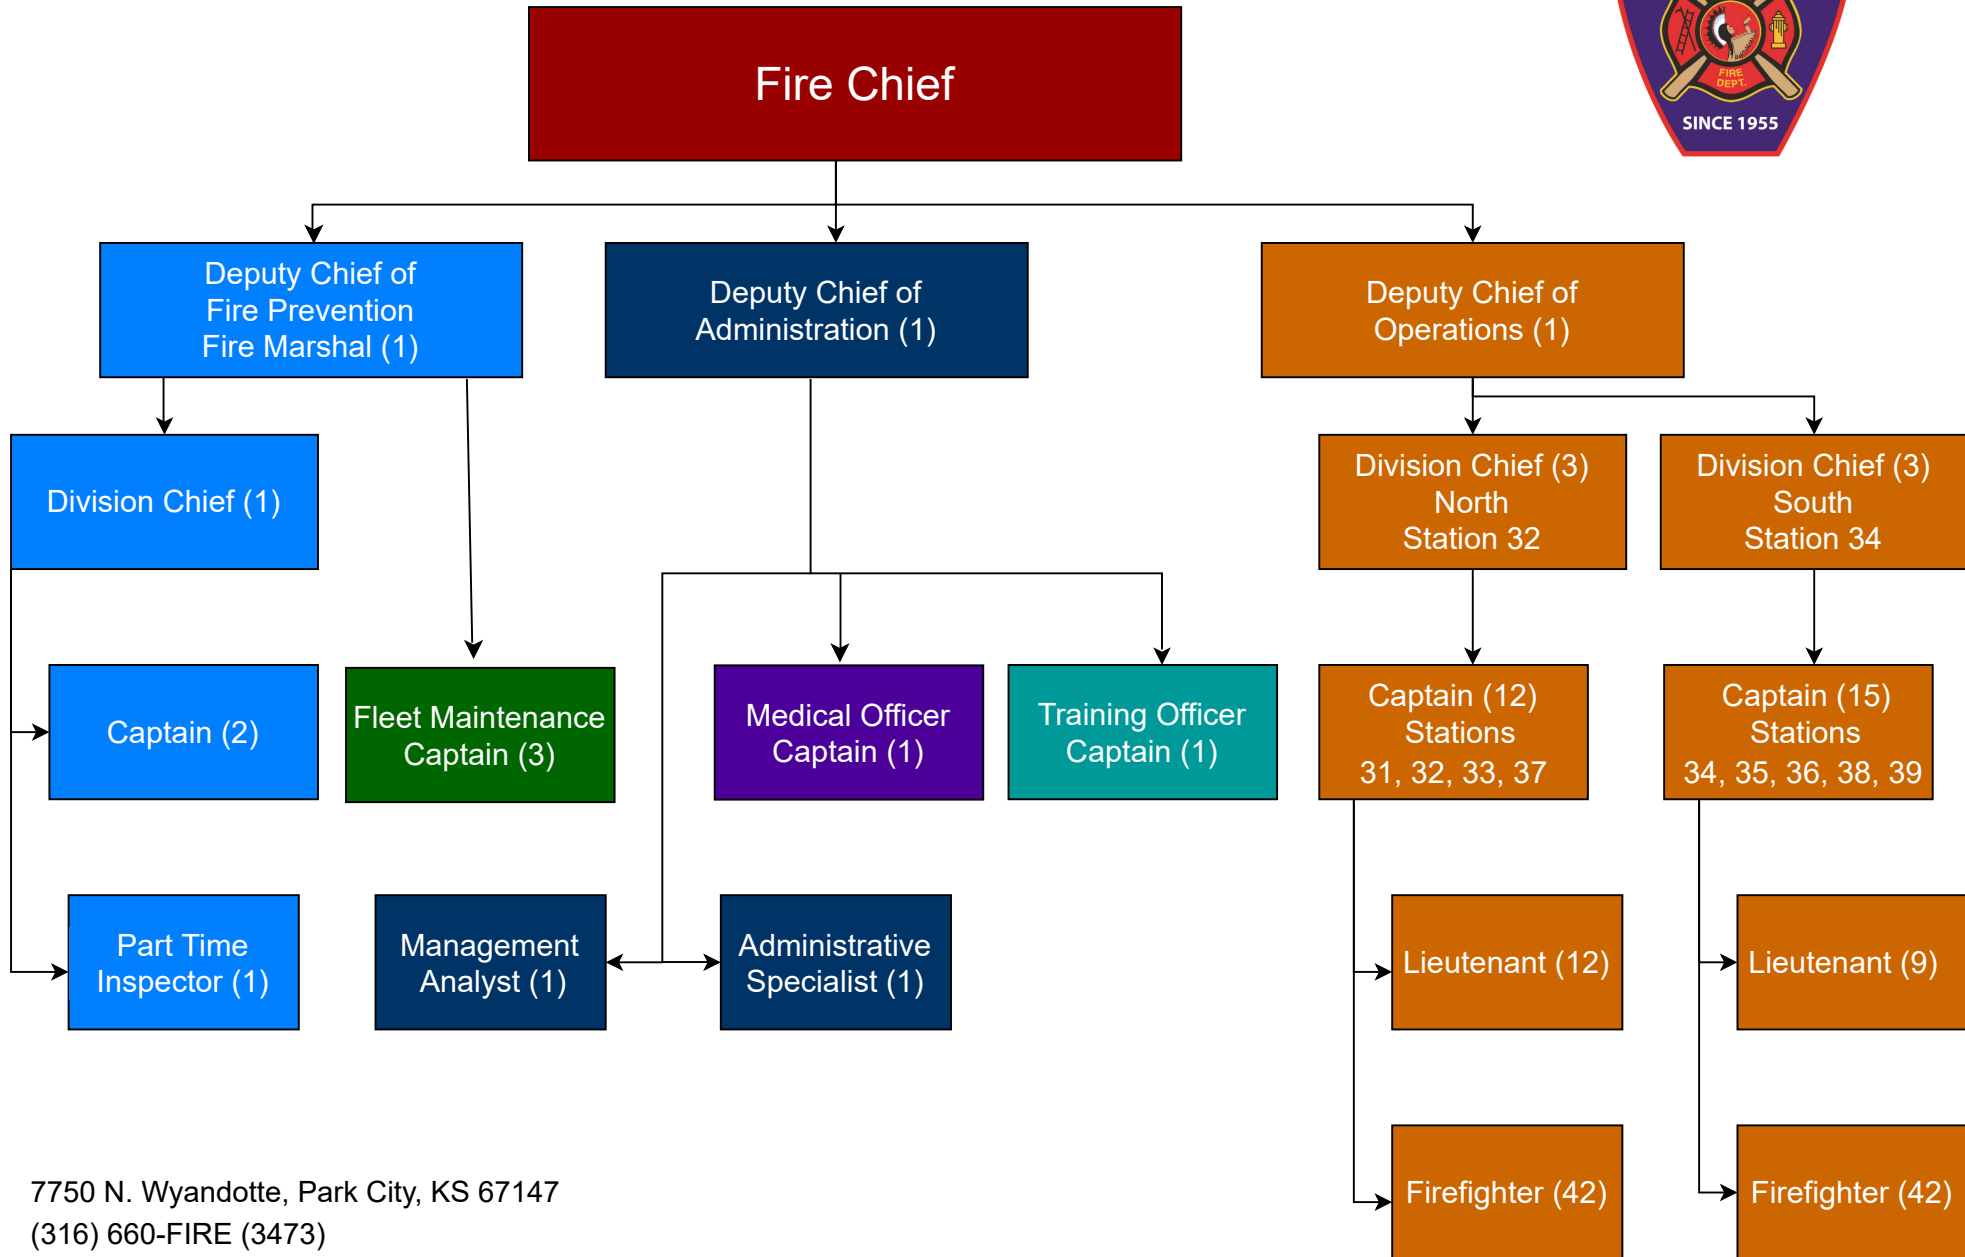 Fire Chief
FIRE
DEPT.
SINCE 1955
Deputy Chief of
Fire Prevention
Fire Marshal (1)
Deputy Chief of
Administration (1)
Deputy Chief of
Operations (1)
Division Chief (1)
Division Chief (3)
North
Station 32
Division Chief (3)
South
Station 34
Captain (2)
Fleet Maintenance
Captain (3)
Medical Officer
Captain (1)
Training Officer
Captain (1)
Captain (12)
Stations
31, 32, 33, 37
Captain (15)
Stations
34, 35, 36, 38, 39
Part Time
Inspector (1)
Management
Analyst (1)
Administrative
Specialist (1)
Lieutenant (12)
Lieutenant (9)
Firefighter (42)
Firefighter (42)
7750 N. Wyandotte, Park City, KS 67147
(316) 660-FIRE (3473)